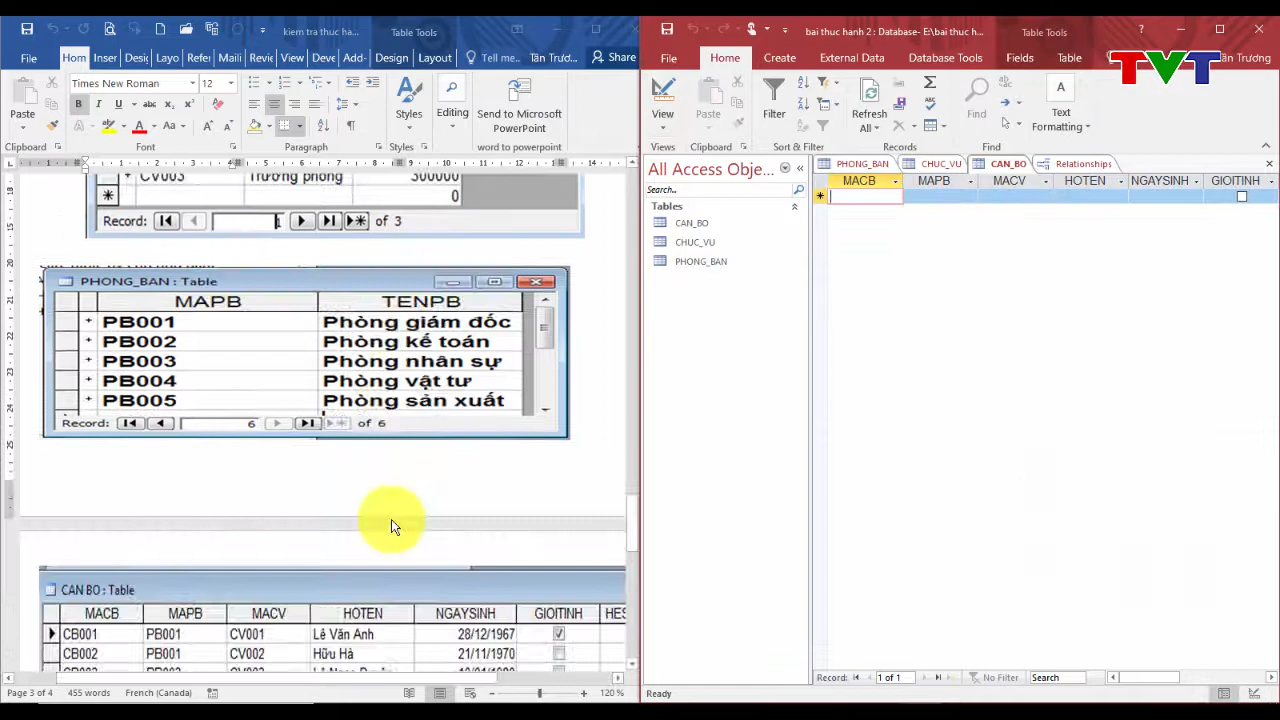 kiem tra thuc ha...
Table Tools
File Hom Inser Desig Layo Refer Maili Revie View Deve Add- Design Layout Tell me... Tân Trươ... Share
Times New Roman 12
Paste
Styles
Editing
Send to Microsoft PowerPoint
Clipboard Font Paragraph Styles word to powerpoint
CV003 Trưởng phòng 300000
0
Record: 1 of 3
PHONG_BAN : Table
MAPB TENPB
PB001 Phòng giám đốc
PB002 Phòng kế toán
PB003 Phòng nhân sự
PB004 Phòng vật tư
PB005 Phòng sản xuất
Record: 6 of 6
CAN BO : Table
MACB MAPB MACV HOTEN NGAYSINH GIOITINH HES
CB001 PB001 CV001 Lê Văn Anh 28/12/1967
CB002 PB001 CV002 Hữu Hà 21/11/1970
Page 3 of 4 455 words French (Canada) 120 %
bai thuc hanh 2 : Database- E:\bai thuc h...
Table Tools
File Home Create External Data Database Tools Fields Table Tân Trương
TVT
View
Paste
Filter
Refresh All
Find
Text Formatting
Views Clipboard Sort & Filter Records Find
All Access Obje...
Search..
Tables
CAN_BO
CHUC_VU
PHONG_BAN
PHONG_BAN CHUC_VU CAN_BO Relationships
MACB MAPB MACV HOTEN NGAYSINH GIOITINH
Record: 1 of 1 No Filter Search
Ready